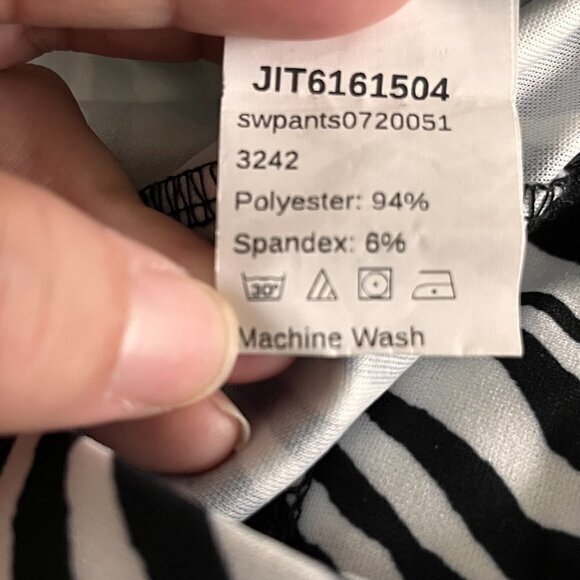 JIT6161504
swpants0720051
3242
Polyester: 94%
Spandex: 6%
30°
Machine Wash